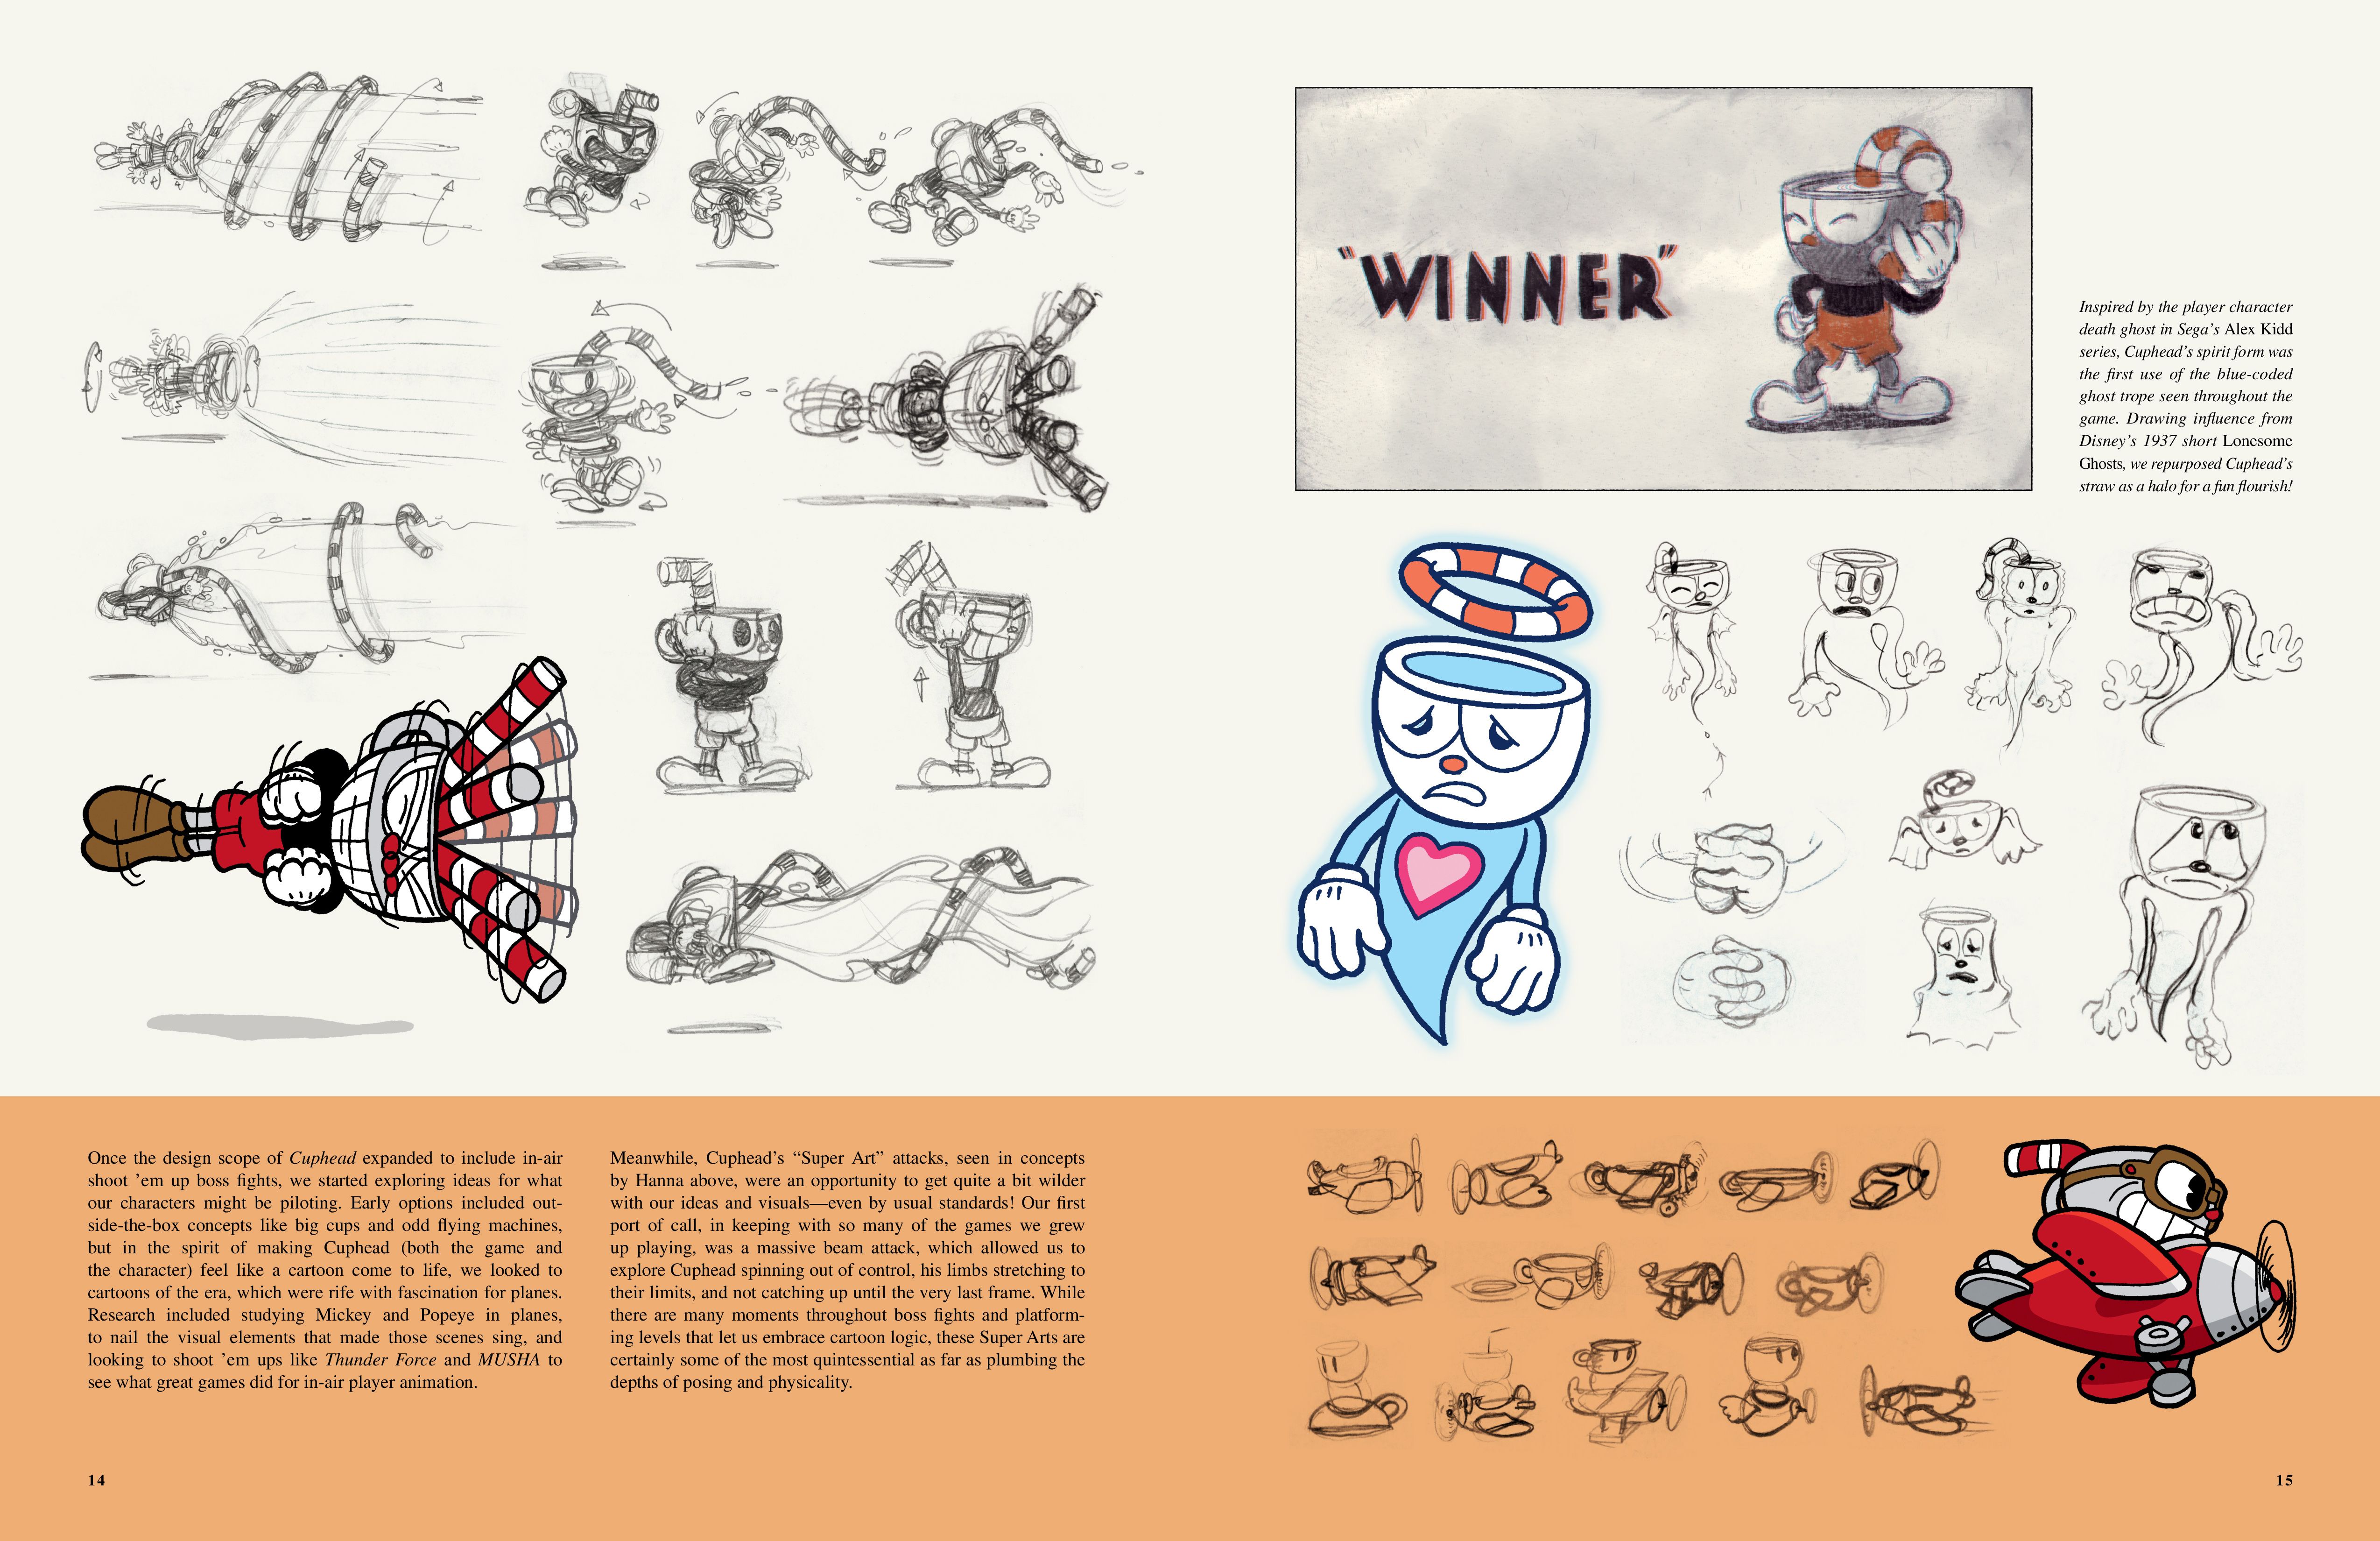 "WINNER"
Inspired by the player character
death ghost in Sega's Alex Kidd
series, Cuphead's spirit form was
the first use of the blue-coded
ghost trope seen throughout the
game. Drawing influence from
Disney's 1937 short Lonesome
Ghosts, we repurposed Cuphead's
straw as a halo for a fun flourish!
Once the design scope of Cuphead expanded to include in-air
shoot 'em up boss fights, we started exploring ideas for what
our characters might be piloting. Early options included out-
side-the-box concepts like big cups and odd flying machines,
but in the spirit of making Cuphead (both the game and
the character) feel like a cartoon come to life, we looked to
cartoons of the era, which were rife with fascination for planes.
Research included studying Mickey and Popeye in planes,
to nail the visual elements that made those scenes sing, and
looking to shoot 'em ups like Thunder Force and MUSHA to
see what great games did for in-air player animation.
Meanwhile, Cuphead's “Super Art” attacks, seen in concepts
by Hanna above, were an opportunity to get quite a bit wilder
with our ideas and visuals—even by usual standards! Our first
port of call, in keeping with so many of the games we grew
up playing, was a massive beam attack, which allowed us to
explore Cuphead spinning out of control, his limbs stretching to
their limits, and not catching up until the very last frame. While
there are many moments throughout boss fights and platform-
ing levels that let us embrace cartoon logic, these Super Arts are
certainly some of the most quintessential as far as plumbing the
depths of posing and physicality.
14
15